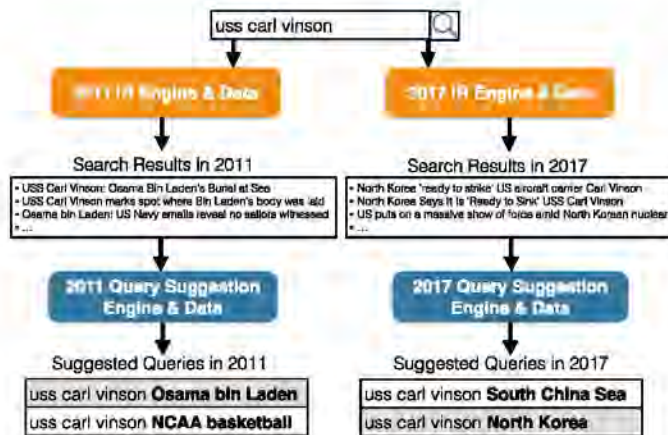 uss carl vinson
2011 IR Engine & Data
2017 IR Engine & Data
Search Results in 2011
• USS Carl Vinson: Osama Bin Laden's Burial at Sea
• USS Carl Vinson marks spot where Bin Laden's body was laid
• Osama bin Laden: US Navy emails reveal no sailors witnessed
• ...
Search Results in 2017
• North Korea 'ready to strike' US aircraft carrier Carl Vinson
• North Korea Says It is 'Ready to Sink' USS Carl Vinson
• US puts on a massive show of force amid North Korean nuclear
• ...
2011 Query Suggestion
Engine & Data
2017 Query Suggestion
Engine & Data
Suggested Queries in 2011
uss carl vinson Osama bin Laden
uss carl vinson NCAA basketball
Suggested Queries in 2017
uss carl vinson South China Sea
uss carl vinson North Korea